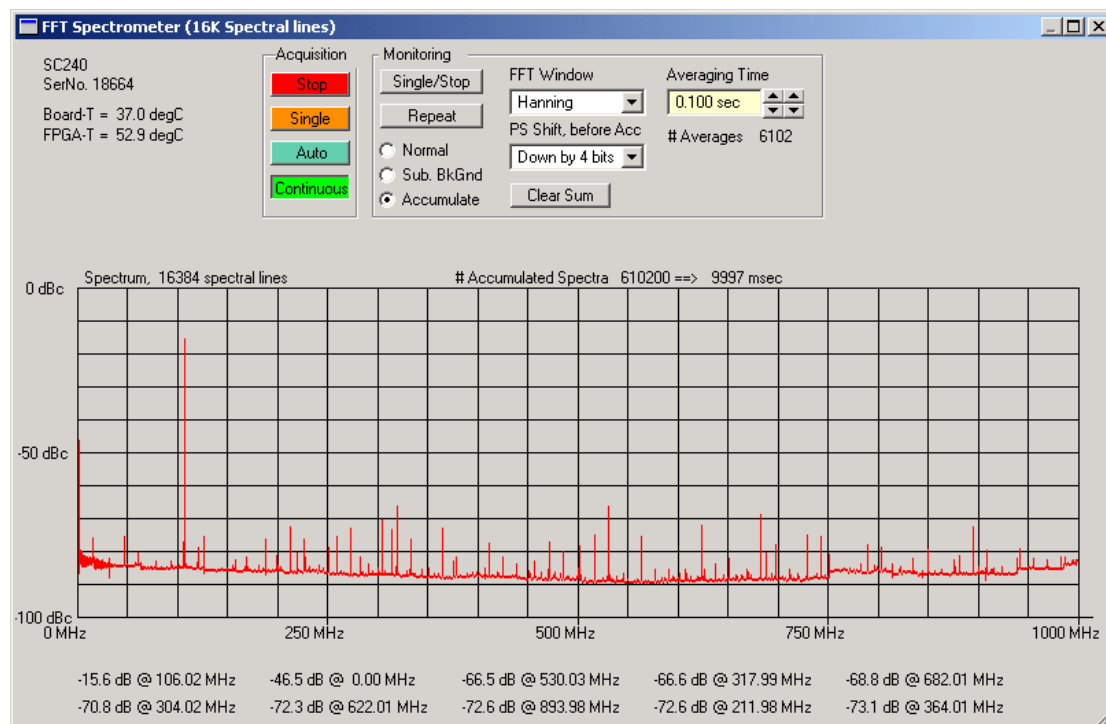 FFT Spectrometer (16K Spectral lines)
SC240
SerNo. 18664
Board-T = 37.0 degC
FPGA-T = 52.9 degC
Acquisition
Stop
Single
Auto
Continuous
Monitoring
Single/Stop
Repeat
Normal
Sub. BkGnd
Accumulate
FFT Window
Hanning
PS Shift, before Acc
Down by 4 bits
Clear Sum
Averaging Time
0.100 sec
# Averages 6102
Spectrum, 16384 spectral lines
# Accumulated Spectra 610200 ==> 9997 msec
0 dBc
-50 dBc
-100 dBc
0 MHz 250 MHz 500 MHz 750 MHz 1000 MHz
-15.6 dB @ 106.02 MHz -46.5 dB @ 0.00 MHz -66.5 dB @ 530.03 MHz -66.6 dB @ 317.99 MHz -68.8 dB @ 682.01 MHz
-70.8 dB @ 304.02 MHz -72.3 dB @ 622.01 MHz -72.6 dB @ 893.98 MHz -72.6 dB @ 211.98 MHz -73.1 dB @ 364.01 MHz